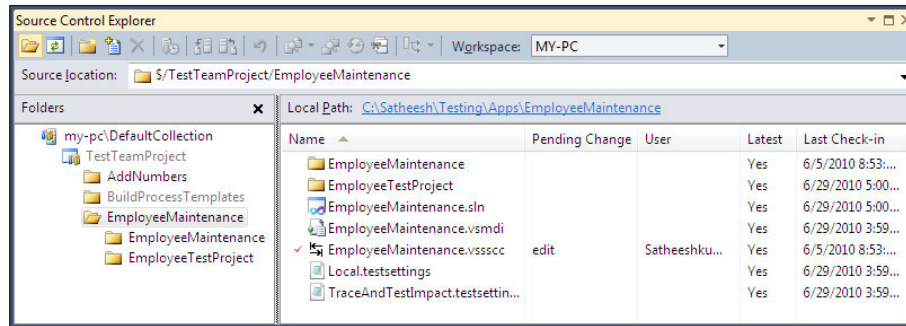 Source Control Explorer
Workspace: MY-PC
Source location: $/TestTeamProject/EmployeeMaintenance
Folders
my-pc\DefaultCollection
TestTeamProject
AddNumbers
BuildProcessTemplates
EmployeeMaintenance
EmployeeMaintenance
EmployeeTestProject
Local Path: C:\Satheesh\Testing\Apps\EmployeeMaintenance
Name Pending Change User Latest Last Check-in
EmployeeMaintenance Yes 6/5/2010 8:53:...
EmployeeTestProject Yes 6/29/2010 5:00...
EmployeeMaintenance.sln Yes 6/29/2010 5:00...
EmployeeMaintenance.vsmdi Yes 6/29/2010 3:59...
EmployeeMaintenance.vssscc edit Satheeshku... Yes 6/5/2010 8:53:...
Local.testsettings Yes 6/29/2010 3:59...
TraceAndTestImpact.testsettin... Yes 6/29/2010 3:59...